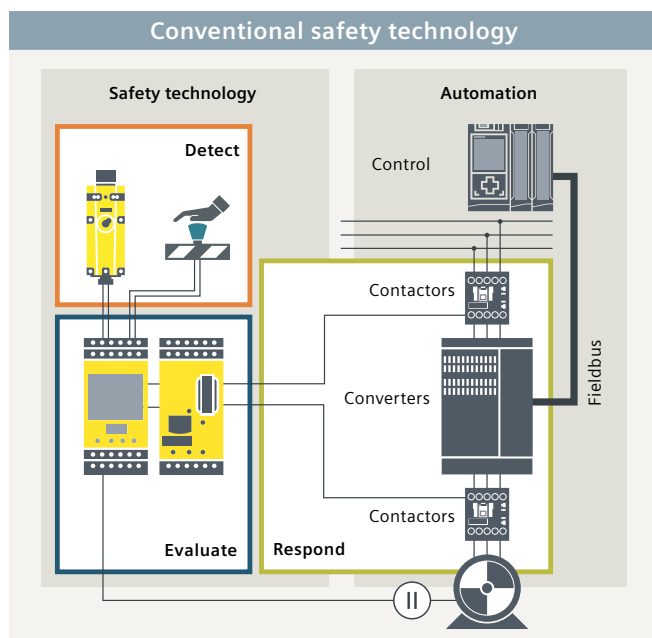 Conventional safety technology
Safety technology
Automation
Detect
Control
Contactors
Converters
Fieldbus
Contactors
Evaluate
Respond